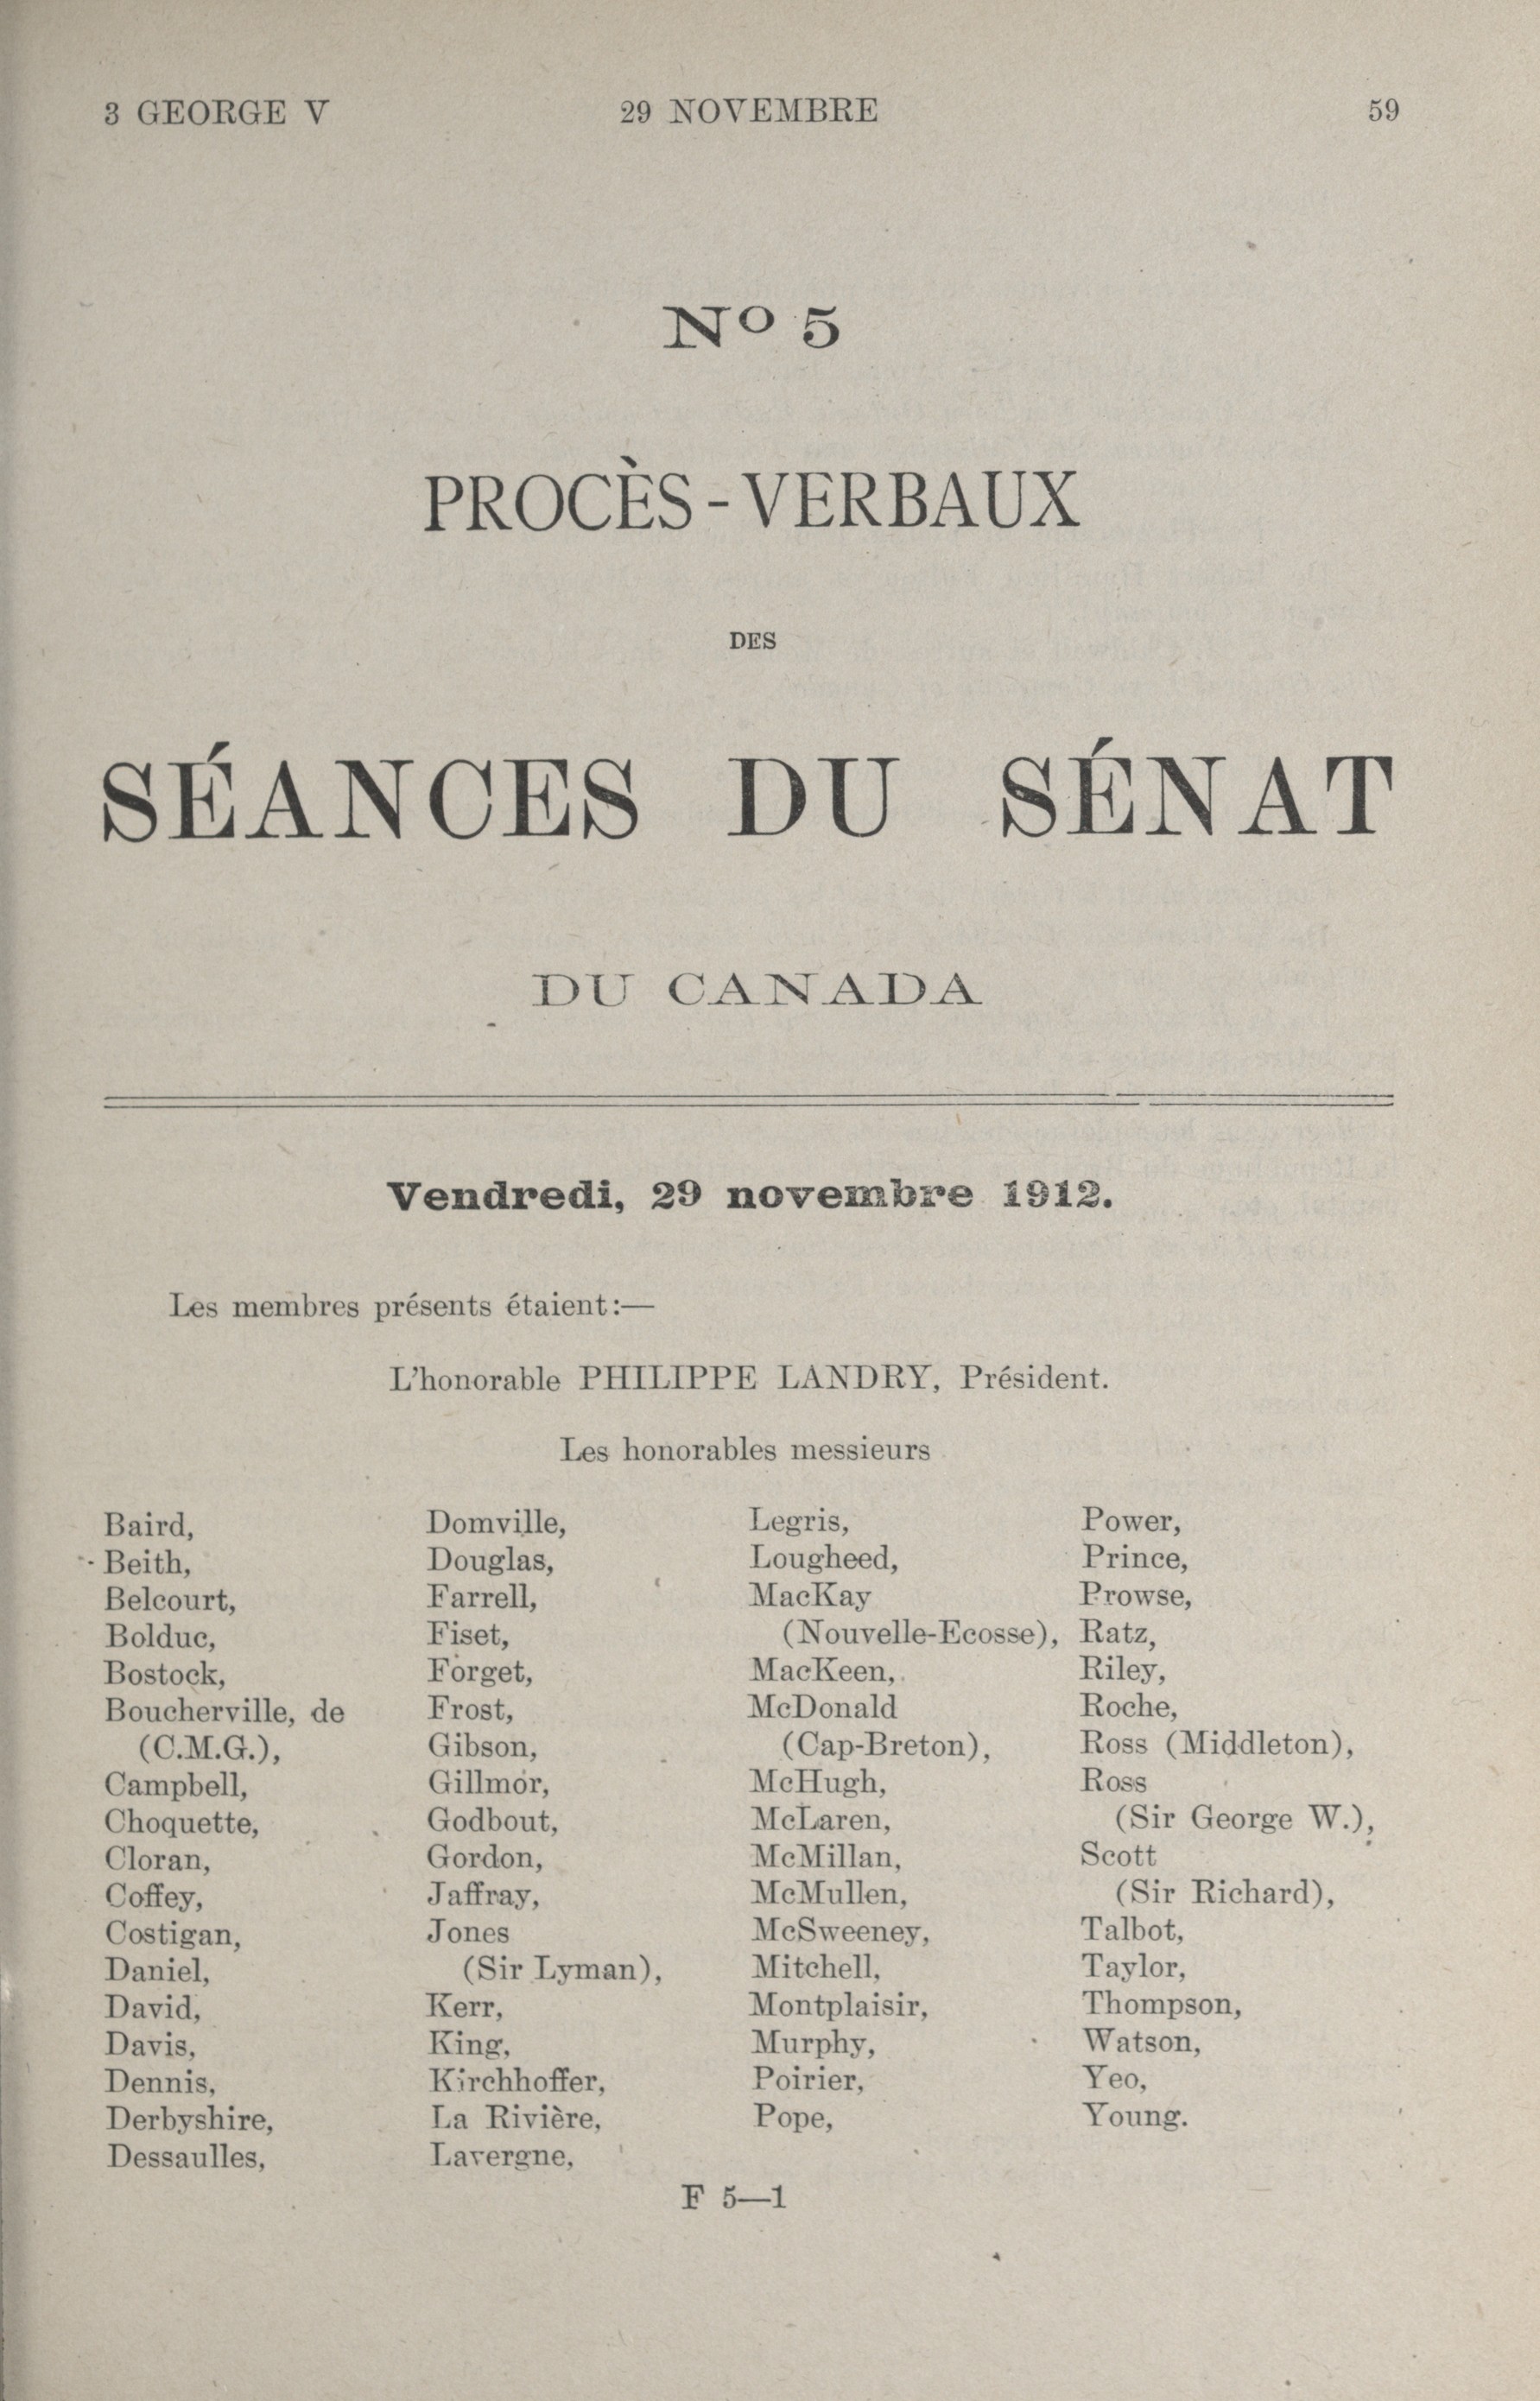 3 GEORGE V 29 NOVEMBRE 59
Nº 5
PROCÈS-VERBAUX
DES
SÉANCES DU SÉNAT
DU CANADA
Vendredi, 29 novembre 1912.
Les membres présents étaient:—
L'honorable PHILIPPE LANDRY, Président.
Les honorables messieurs
Baird,
Beith,
Belcourt,
Bolduc,
Bostock,
Boucherville, de
(C.M.G.),
Campbell,
Choquette,
Cloran,
Coffey,
Costigan,
Daniel,
David,
Davis,
Dennis,
Derbyshire,
Dessaulles,
Domville,
Douglas,
Farrell,
Fiset,
Forget,
Frost,
Gibson,
Gillmor,
Godbout,
Gordon,
Jaffray,
Jones
(Sir Lyman),
Kerr,
King,
Kirchhoffer,
La Rivière,
Lavergne,
Legris,
Lougheed,
MacKay
(Nouvelle-Ecosse),
MacKeen,
McDonald
(Cap-Breton),
McHugh,
McLaren,
McMillan,
McMullen,
McSweeney,
Mitchell,
Montplaisir,
Murphy,
Poirier,
Pope,
Power,
Prince,
Prowse,
Ratz,
Riley,
Roche,
Ross (Middleton),
Ross
(Sir George W.),
Scott
(Sir Richard),
Talbot,
Taylor,
Thompson,
Watson,
Yeo,
Young.
F 5—1